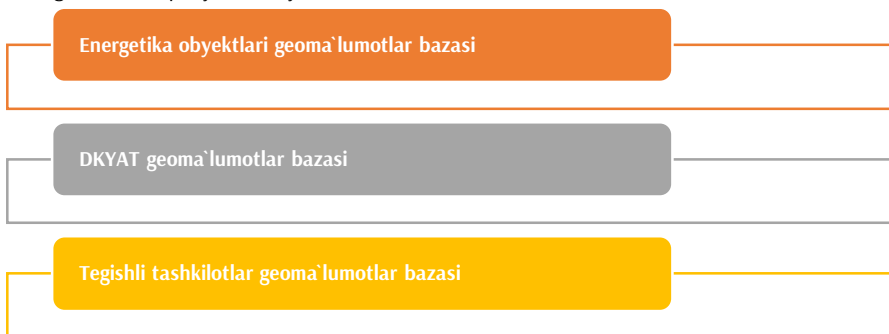 Energetika obyektlari geoma`lumotlar bazasi
DKYAT geoma`lumotlar bazasi
Tegishli tashkilotlar geoma`lumotlar bazasi